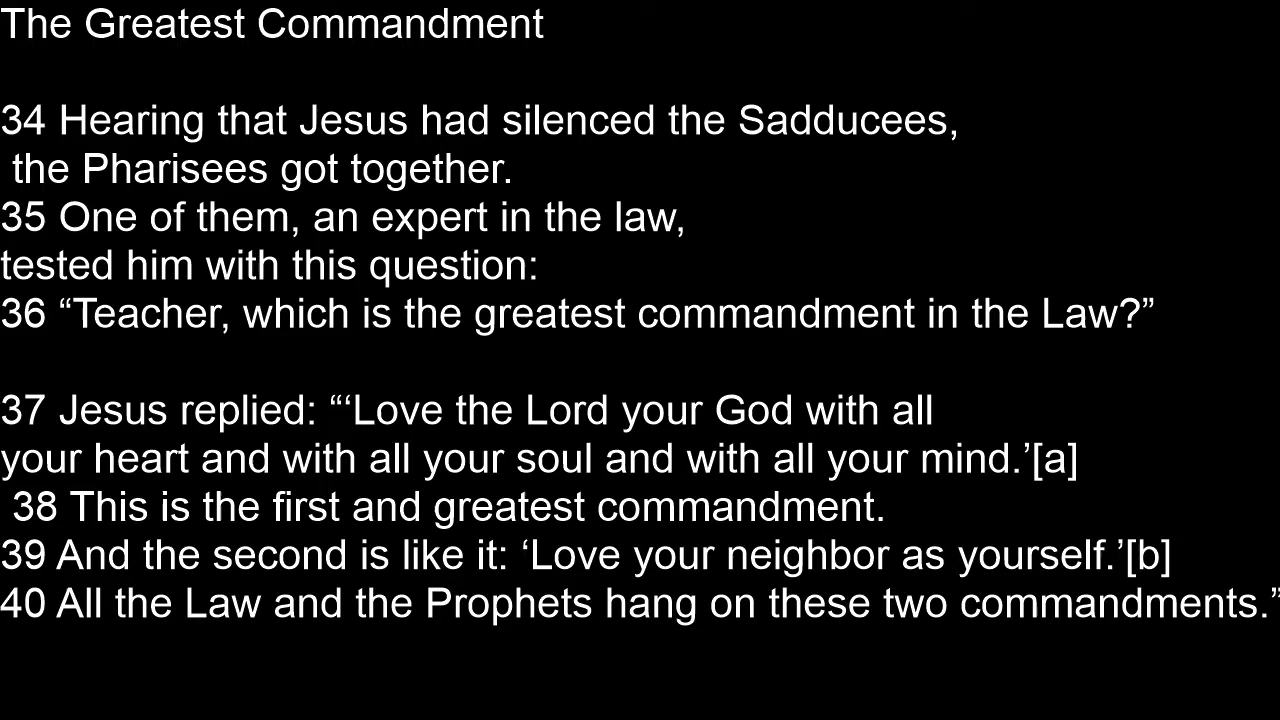 The Greatest Commandment
34 Hearing that Jesus had silenced the Sadducees,
the Pharisees got together.
35 One of them, an expert in the law,
tested him with this question:
36 “Teacher, which is the greatest commandment in the Law?”
37 Jesus replied: “‘Love the Lord your God with all
your heart and with all your soul and with all your mind.’[a]
38 This is the first and greatest commandment.
39 And the second is like it: ‘Love your neighbor as yourself.’[b]
40 All the Law and the Prophets hang on these two commandments.”